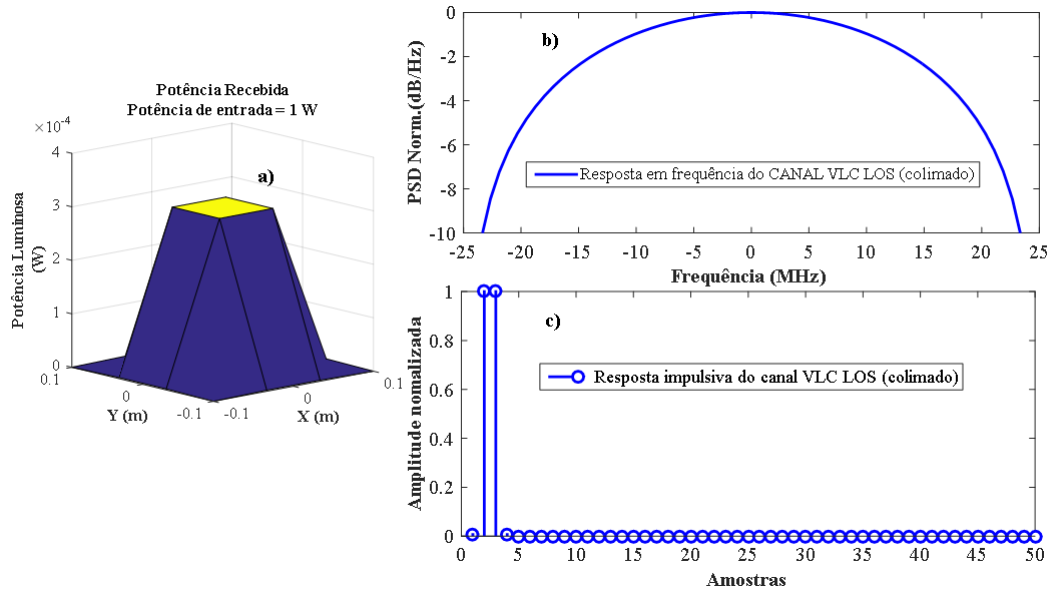 Potência Recebida
Potência de entrada = 1 W
×10⁻⁴
4
3
2
1
0
Potência Luminosa
(W)
a)
0.1
0
-0.1
Y (m)
-0.1
0
0.1
X (m)
b)
PSD Norm.(dB/Hz)
0
-2
-4
-6
-8
-10
Resposta em frequência do CANAL VLC LOS (colimado)
-25 -20 -15 -10 -5 0 5 10 15 20 25
Frequência (MHz)
c)
Amplitude nomalizada
1
0.8
0.6
0.4
0.2
0
Resposta impulsiva do canal VLC LOS (colimado)
0 5 10 15 20 25 30 35 40 45 50
Amostras